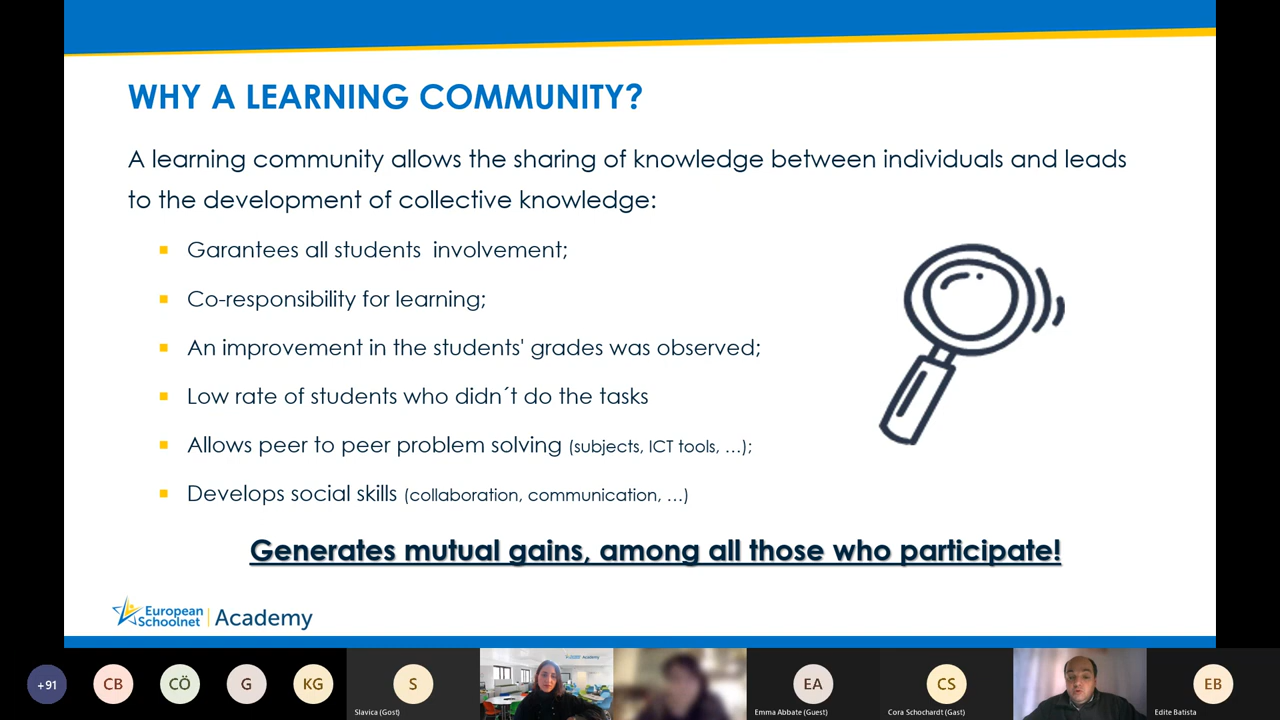 WHY A LEARNING COMMUNITY?
A learning community allows the sharing of knowledge between individuals and leads
to the development of collective knowledge:
Garantees all students  involvement;
Co-responsibility for learning;
An improvement in the students' grades was observed;
Low rate of students who didn´t do the tasks
Allows peer to peer problem solving (subjects, ICT tools, ...);
Develops social skills (collaboration, communication, ...)
Generates mutual gains, among all those who participate!
European
Schoolnet
Academy
+91
CB
CÖ
G
KG
S
Slavica (Gost)
EA
Emma Abbate (Guest)
CS
Cora Schochardt (Gast)
EB
Edite Batista